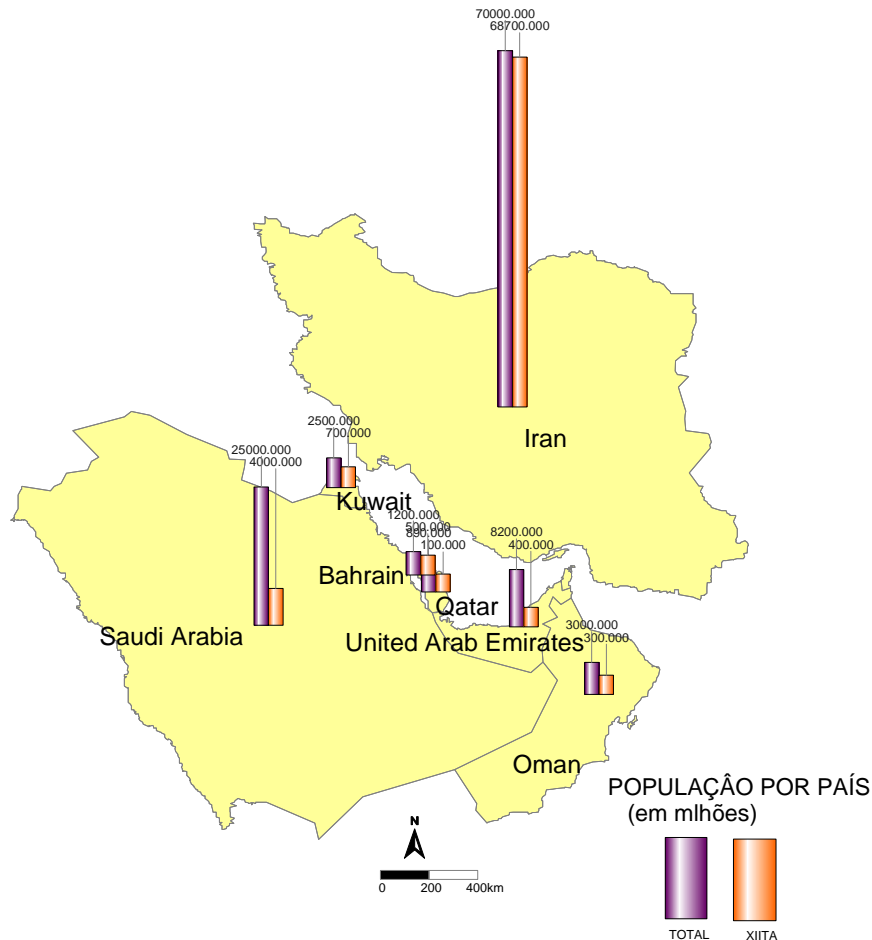 70000.000
68700.000
Iran
2500.000
700.000
25000.000
4000.000
Kuwait
1200.000
500.000
890.000
100.000
8200.000
400.000
Bahrain
Qatar
Saudi Arabia
United Arab Emirates
3000.000
300.000
Oman
POPULAÇÂO POR PAÍS
(em mlhões)
N
0 200 400km
TOTAL XIITA